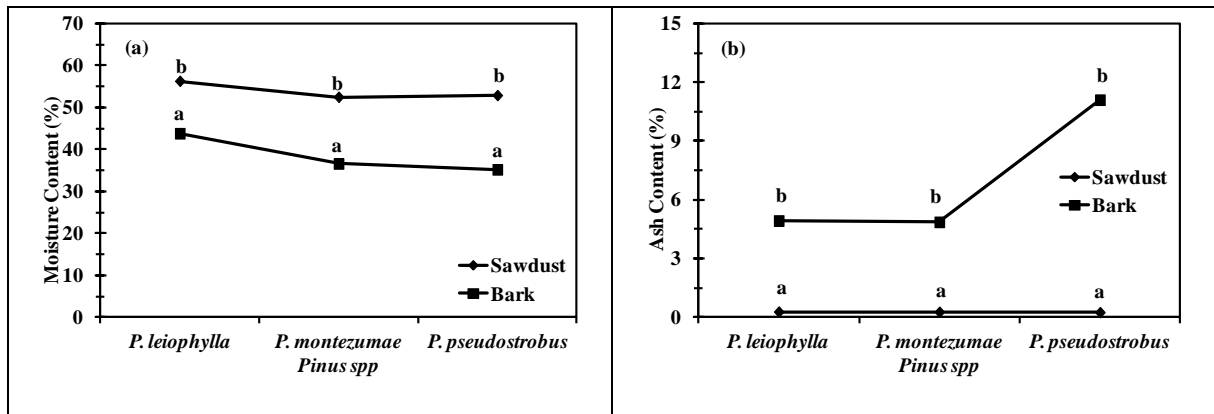 70
60
50
40
30
20
10
0
Moisture Content (%)
(a)
b
b
b
a
a
a
Sawdust
Bark
P. leiophylla P. montezumae P. pseudostrobus
Pinus spp
15
12
9
6
3
0
Ash Content (%)
(b)
b
b
b
Sawdust
Bark
a
a
a
P. leiophylla P. montezumae P. pseudostrobus
Pinus spp